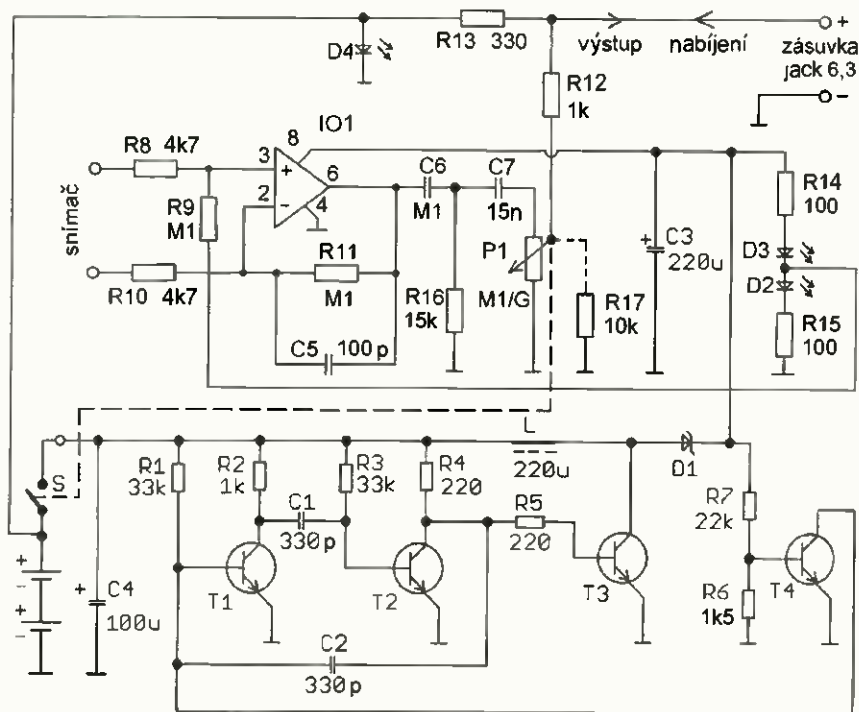 R13 330
výstup
nabíjení
+
zásuvka
jack 6,3
-
D4
R12
1k
IO1
R8 4k7
3
8
+
6
2
-
4
R9
M1
snímač
C6
M1
C7
15n
R14
100
D3
D2
R15
100
C3
220u
+
P1
M1/G
R17
10k
R16
15k
R11
M1
R10 4k7
C5
100p
L
220u
D1
S
R1
33k
R2
1k
R3
33k
R4
220
C1
330p
R5
220
R7
22k
T1
T2
T3
R6
1k5
T4
+
-
+
-
+
C4
100u
C2
330p